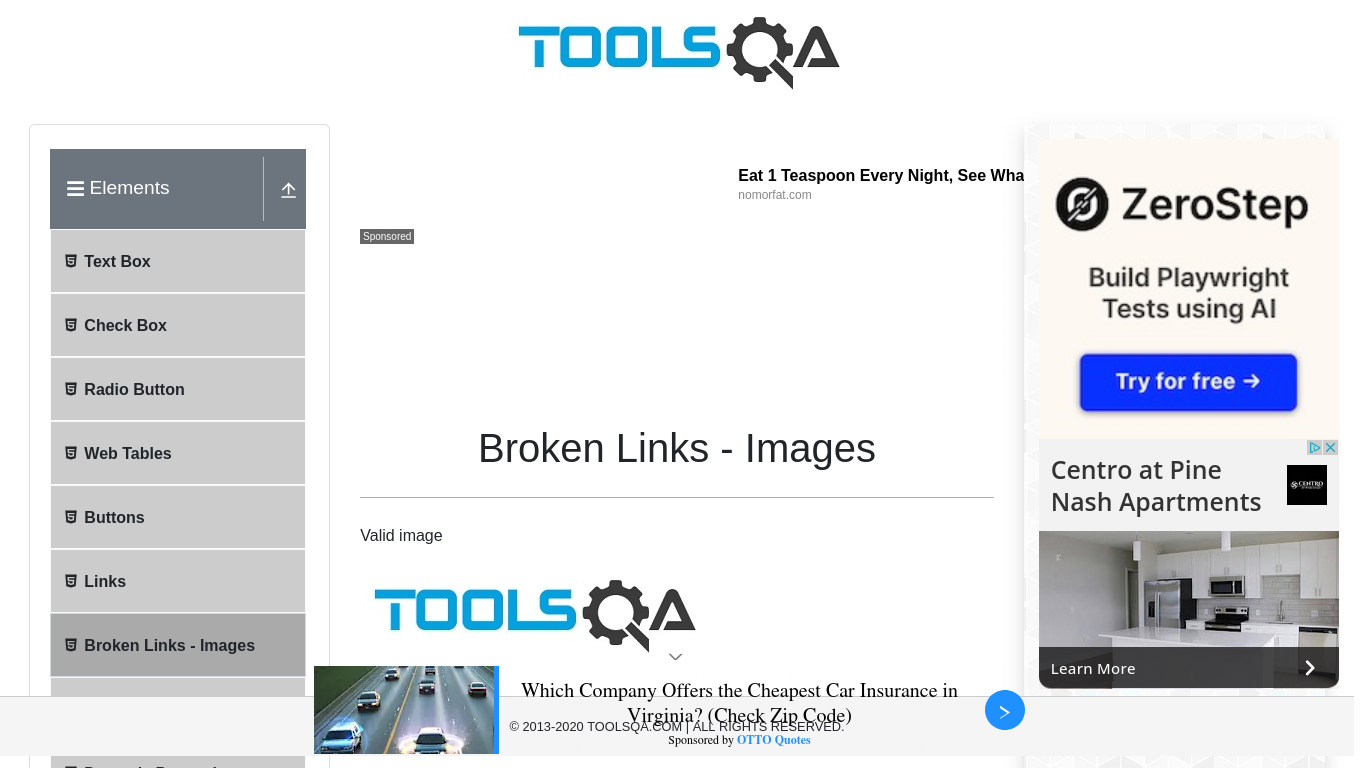 TOOLSQA
Elements
Text Box
Check Box
Radio Button
Web Tables
Buttons
Links
Broken Links - Images
Eat 1 Teaspoon Every Night, See Wha
nomorfat.com
Sponsored
Broken Links - Images
Valid image
TOOLSQA
ZeroStep
Build Playwright
Tests using AI
Try for free →
Centro at Pine
Nash Apartments
CENTRO
Learn More
Which Company Offers the Cheapest Car Insurance in
Virginia? (Check Zip Code)
Sponsored by OTTO Quotes
© 2013-2020 TOOLSQA.COM | ALL RIGHTS RESERVED.